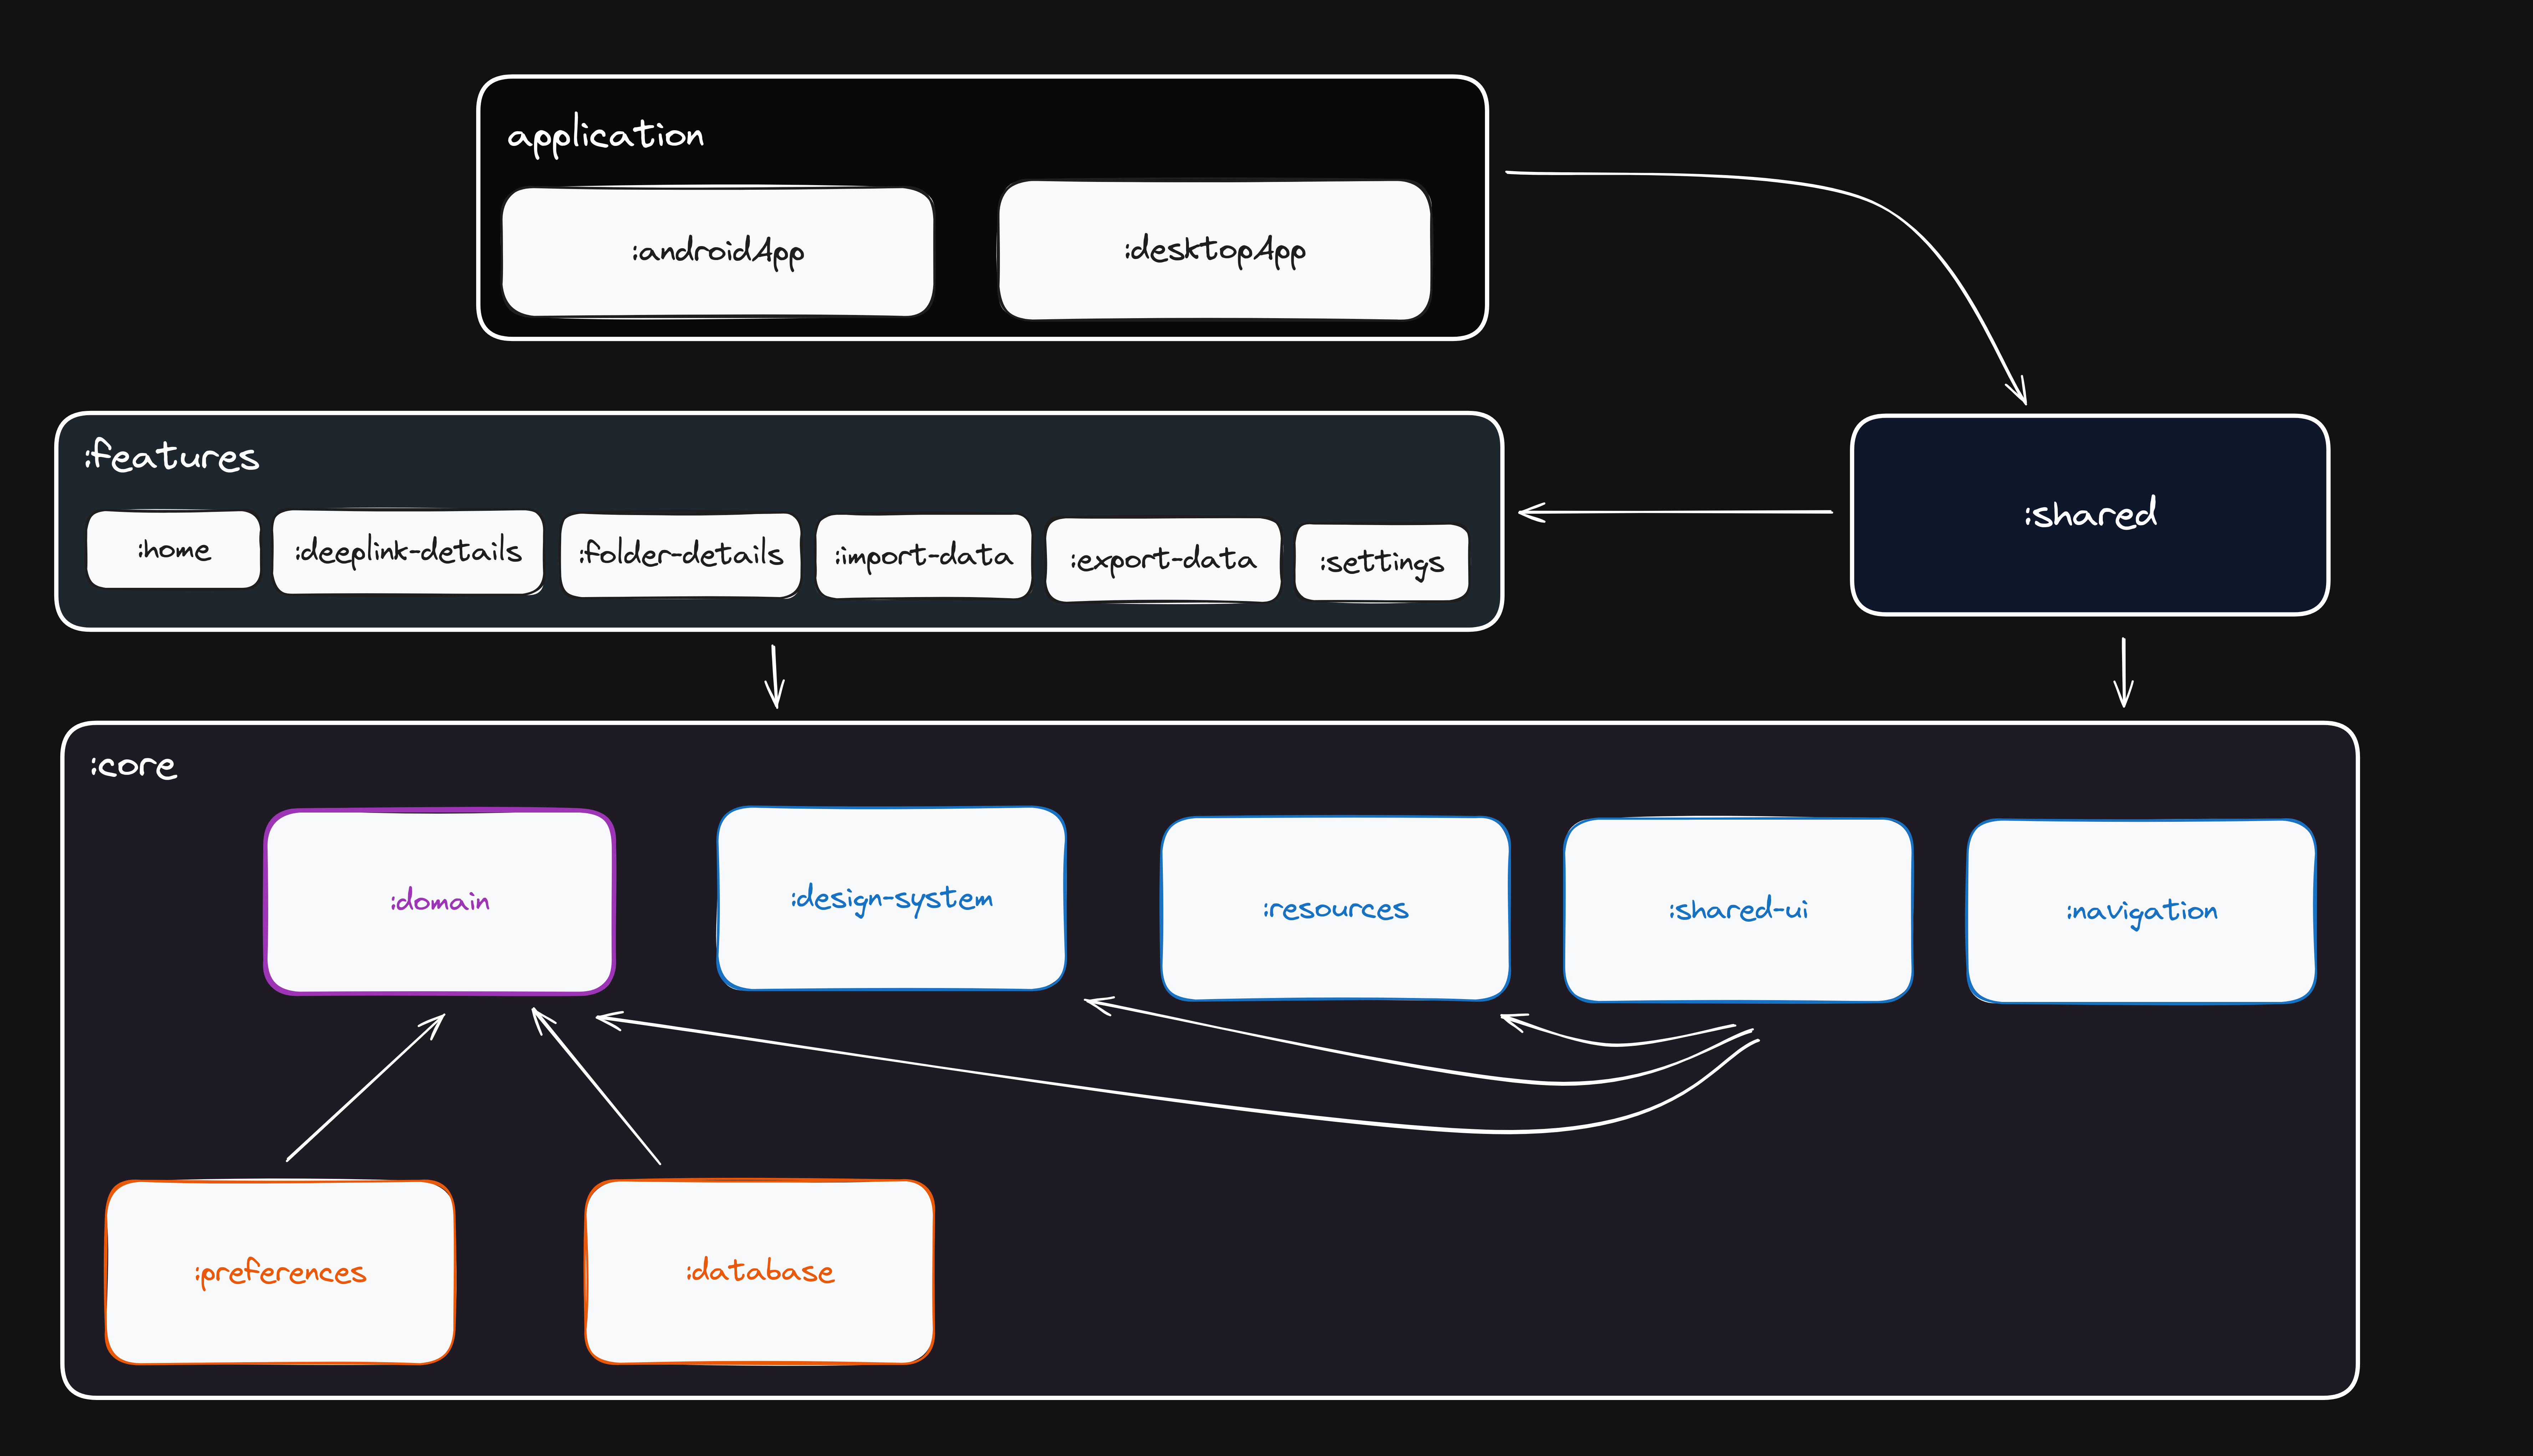 application
:androidApp
:desktopApp
:features
:home
:deeplink-details
:folder-details
:import-data
:export-data
:settings
:shared
:core
:domain
:design-system
:resources
:shared-ui
:navigation
:preferences
:database